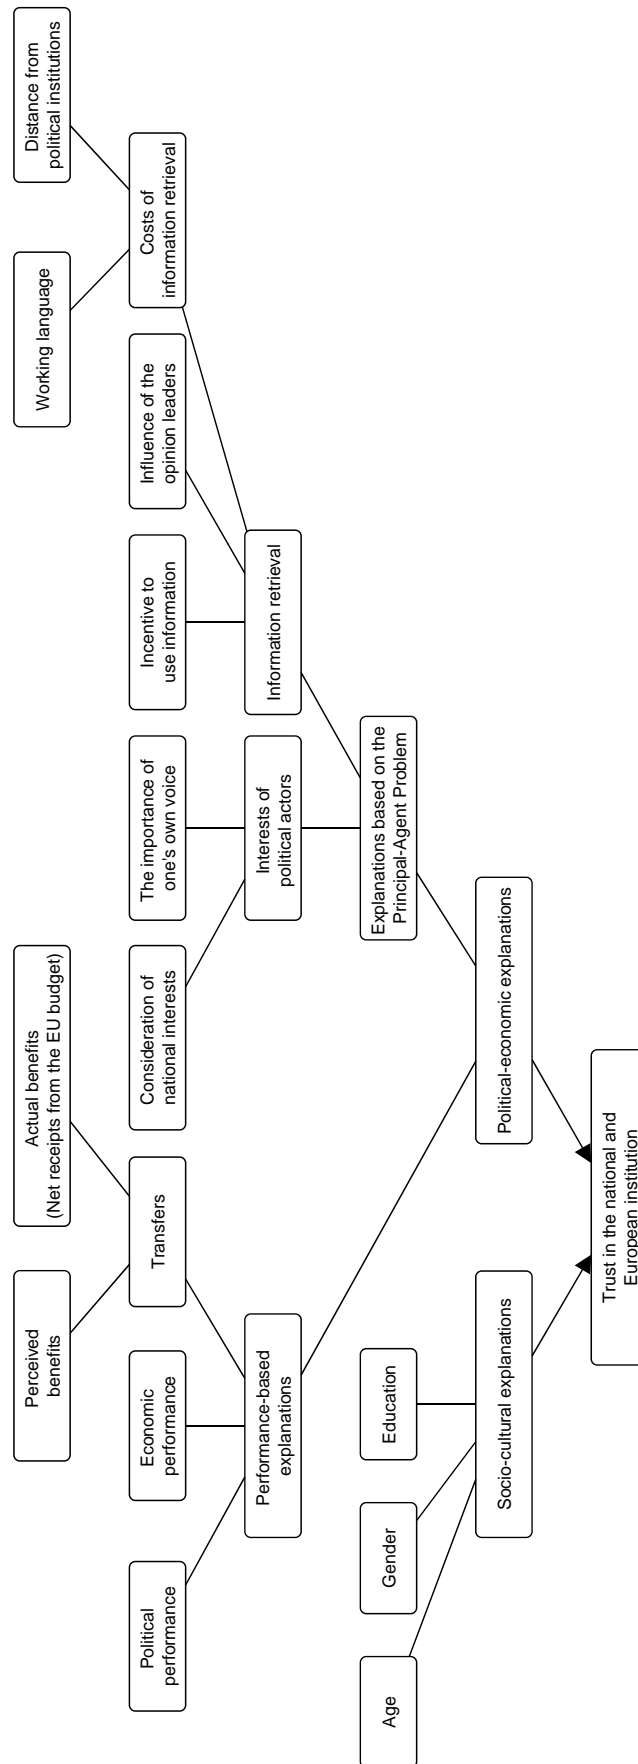 Perceived
benefits
Actual benefits
(Net receipts from the EU budget)
Working language
Distance from
political institutions
Political
performance
Economic
performance
Transfers
Consideration of
national interests
The importance of
one's own voice
Incentive to
use information
Influence of the
opinion leaders
Costs of
information retrieval
Performance-based
explanations
Interests of
political actors
Information retrieval
Age
Gender
Education
Explanations based on the
Principal-Agent Problem
Socio-cultural explanations
Political-economic explanations
Trust in the national and
European institution